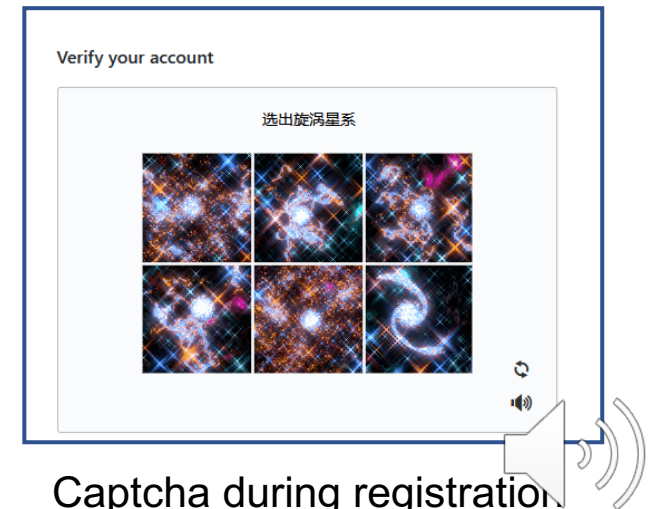 Verify your account
选出旋涡星系
Captcha during registration